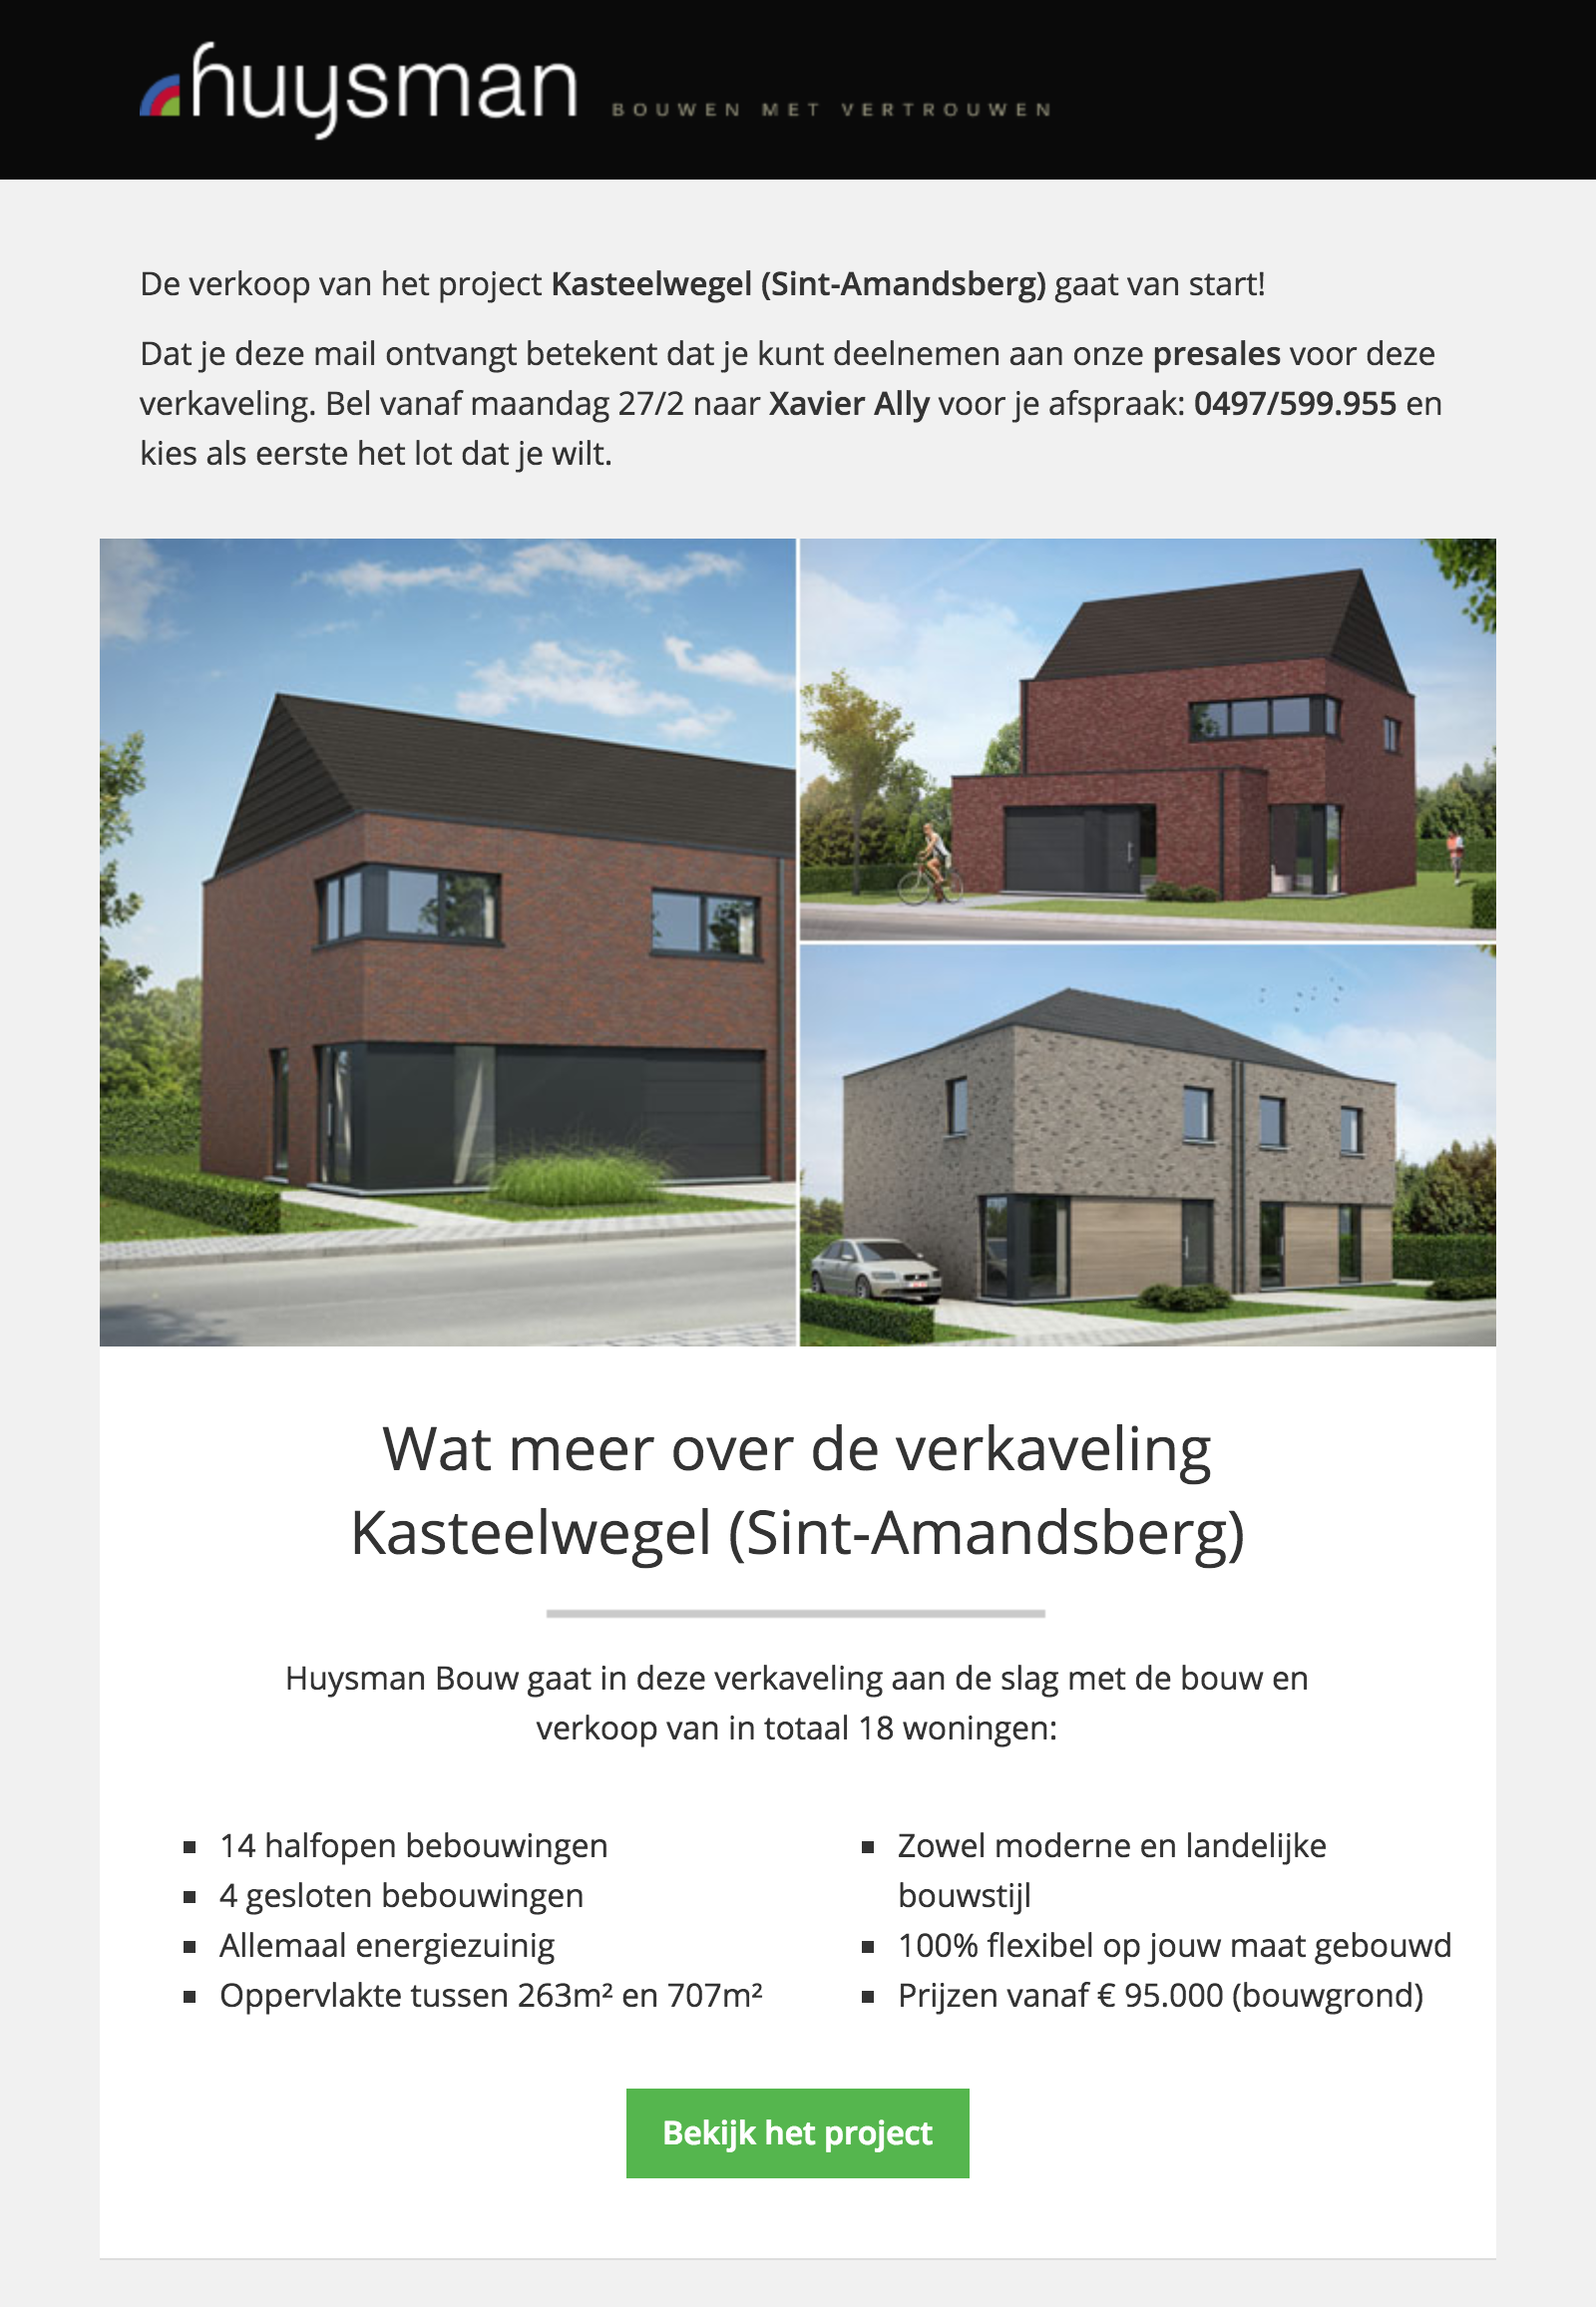 huysman BOUWEN MET VERTROUWEN
De verkoop van het project Kasteelwegel (Sint-Amandsberg) gaat van start!
Dat je deze mail ontvangt betekent dat je kunt deelnemen aan onze presales voor deze
verkaveling. Bel vanaf maandag 27/2 naar Xavier Ally voor je afspraak: 0497/599.955 en
kies als eerste het lot dat je wilt.
Wat meer over de verkaveling
Kasteelwegel (Sint-Amandsberg)
Huysman Bouw gaat in deze verkaveling aan de slag met de bouw en
verkoop van in totaal 18 woningen:
▪ 14 halfopen bebouwingen
▪ 4 gesloten bebouwingen
▪ Allemaal energiezuinig
▪ Oppervlakte tussen 263m² en 707m²
▪ Zowel moderne en landelijke
bouwstijl
▪ 100% flexibel op jouw maat gebouwd
▪ Prijzen vanaf € 95.000 (bouwgrond)
Bekijk het project